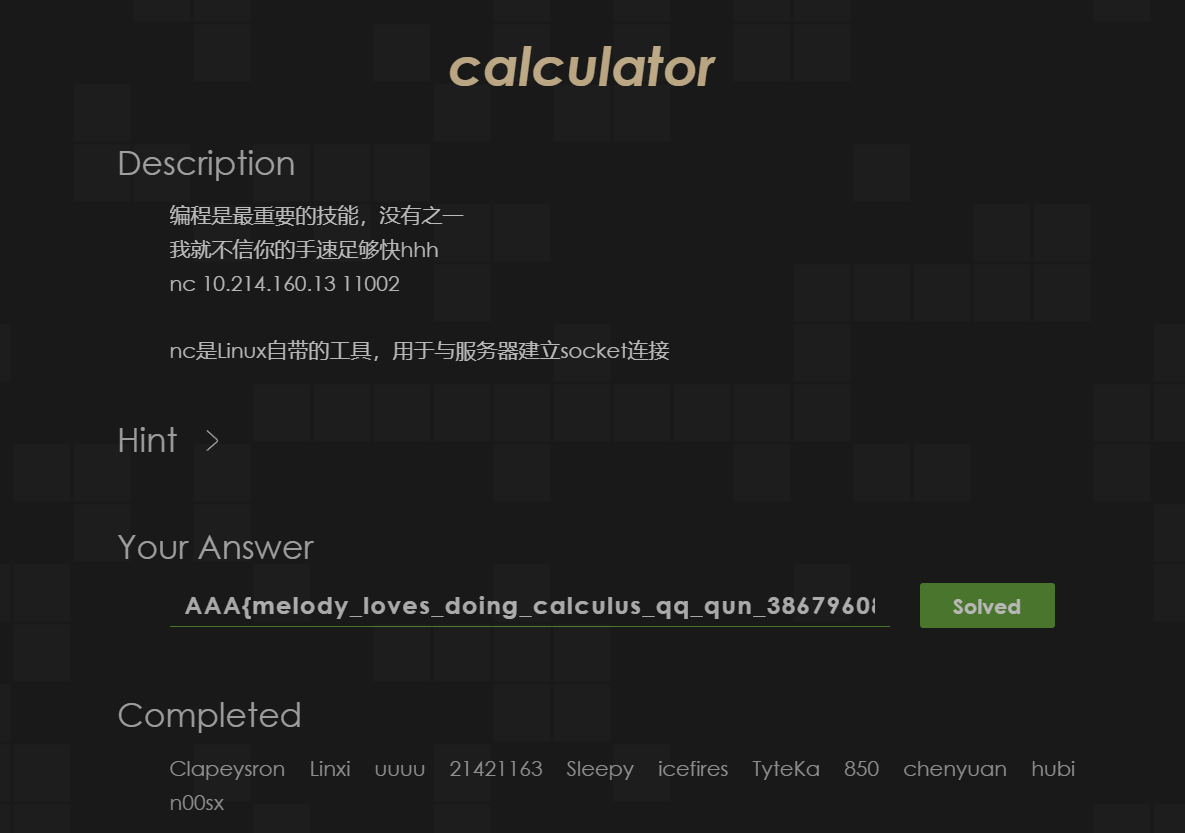 calculator
Description
编程是最重要的技能，没有之一
我就不信你的手速足够快hhh
nc 10.214.160.13 11002
nc是Linux自带的工具，用于与服务器建立socket连接
Hint >
Your Answer
AAA{melody_loves_doing_calculus_qq_qun_38679608
Solved
Completed
Clapeysron Linxi uuuu 21421163 Sleepy icefires TyteKa 850 chenyuan hubi
n00sx